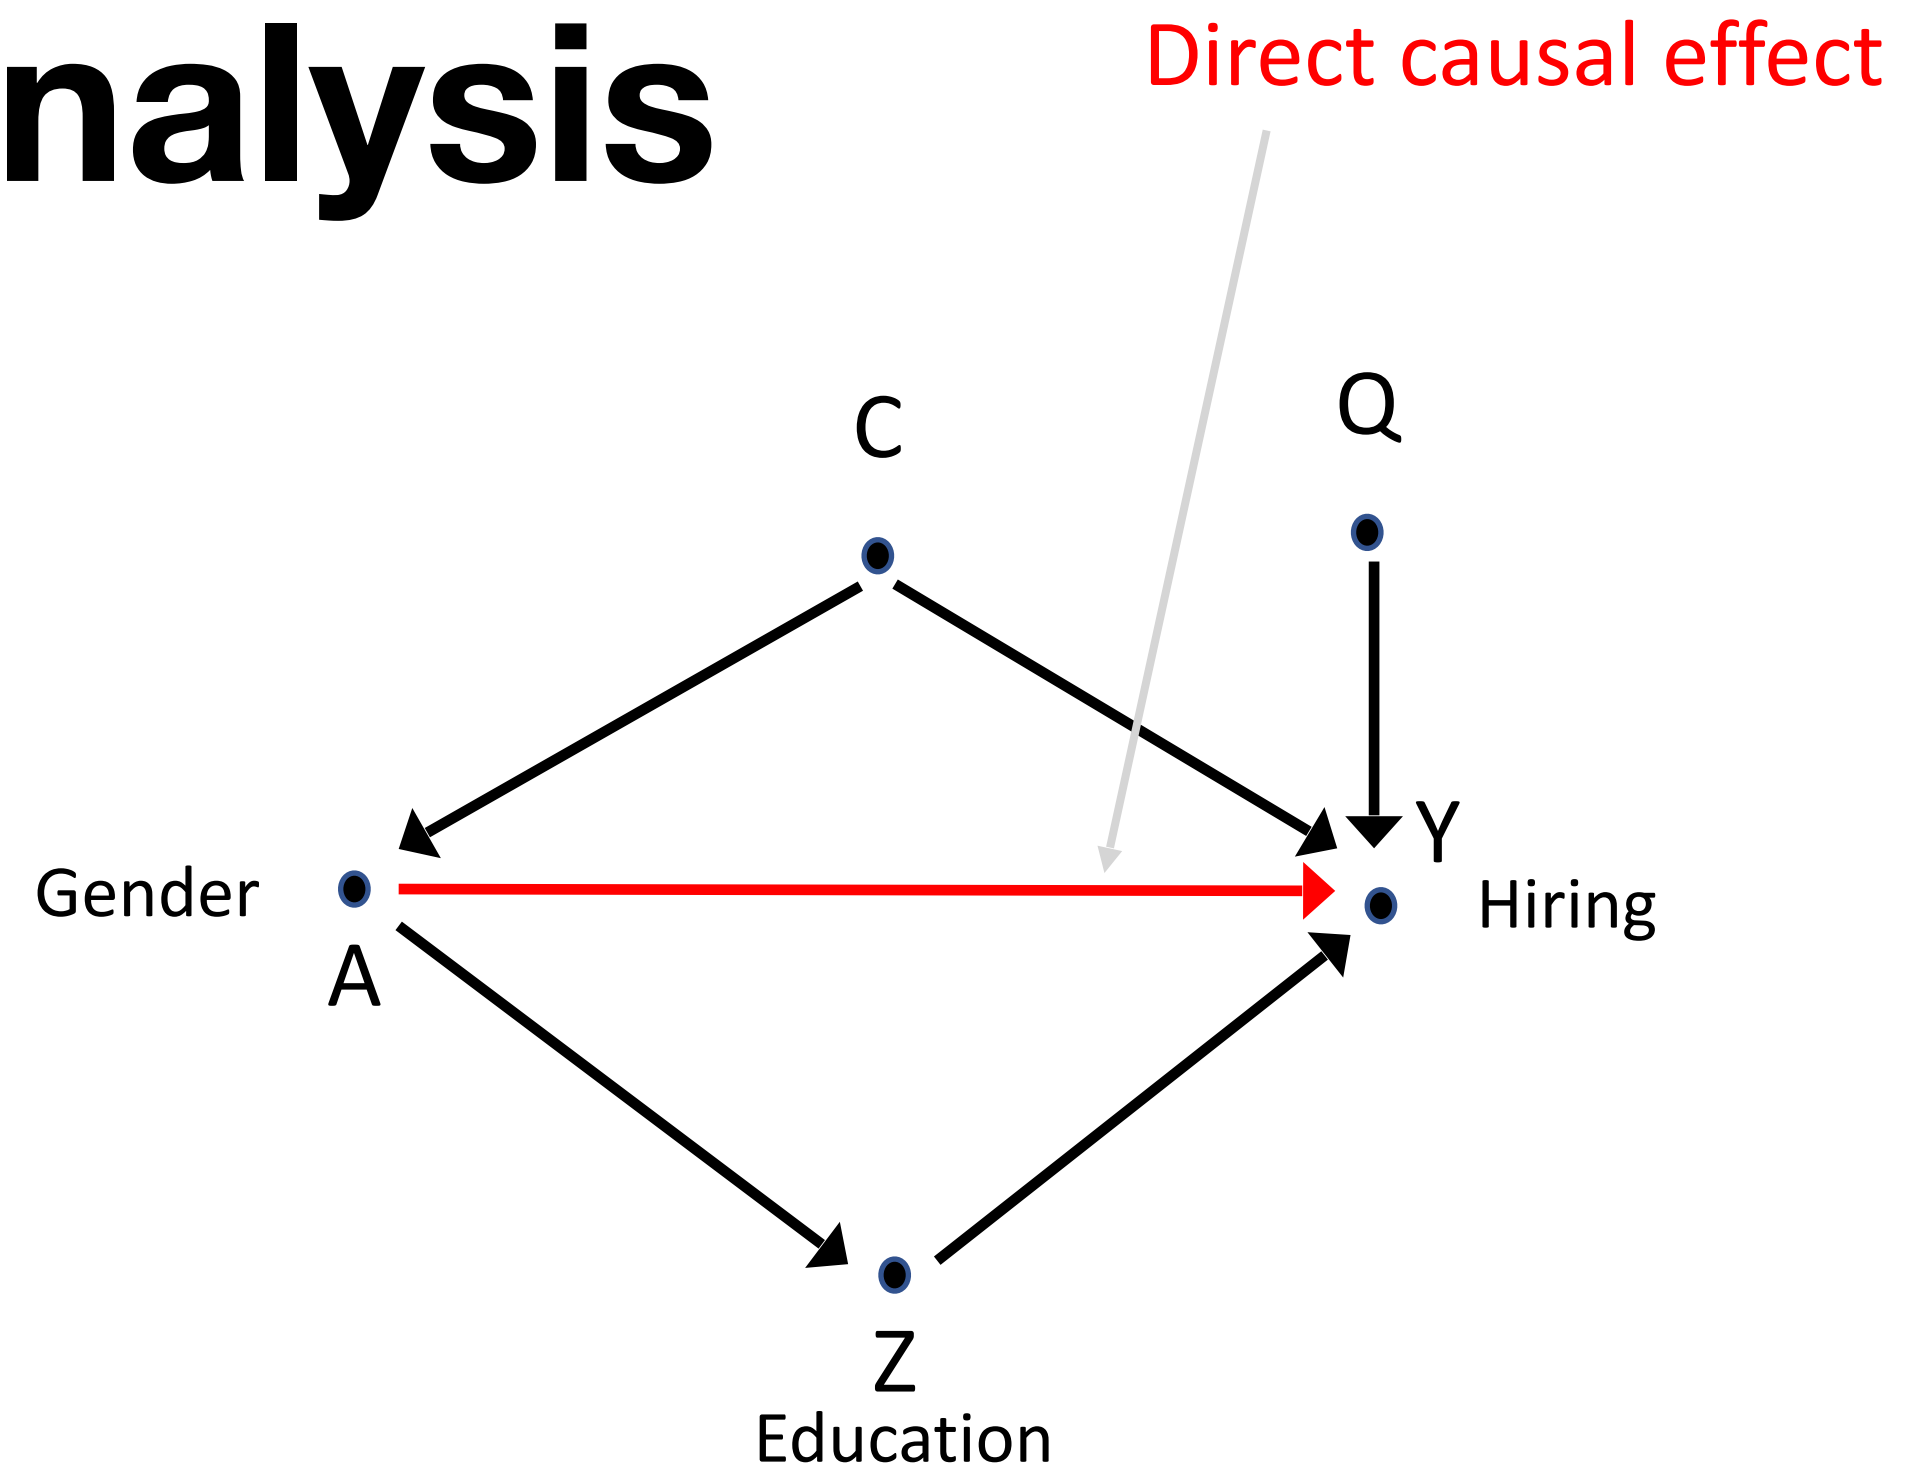 nalysis
Direct causal effect
C
Q
Y
Gender
Hiring
A
Z
Education